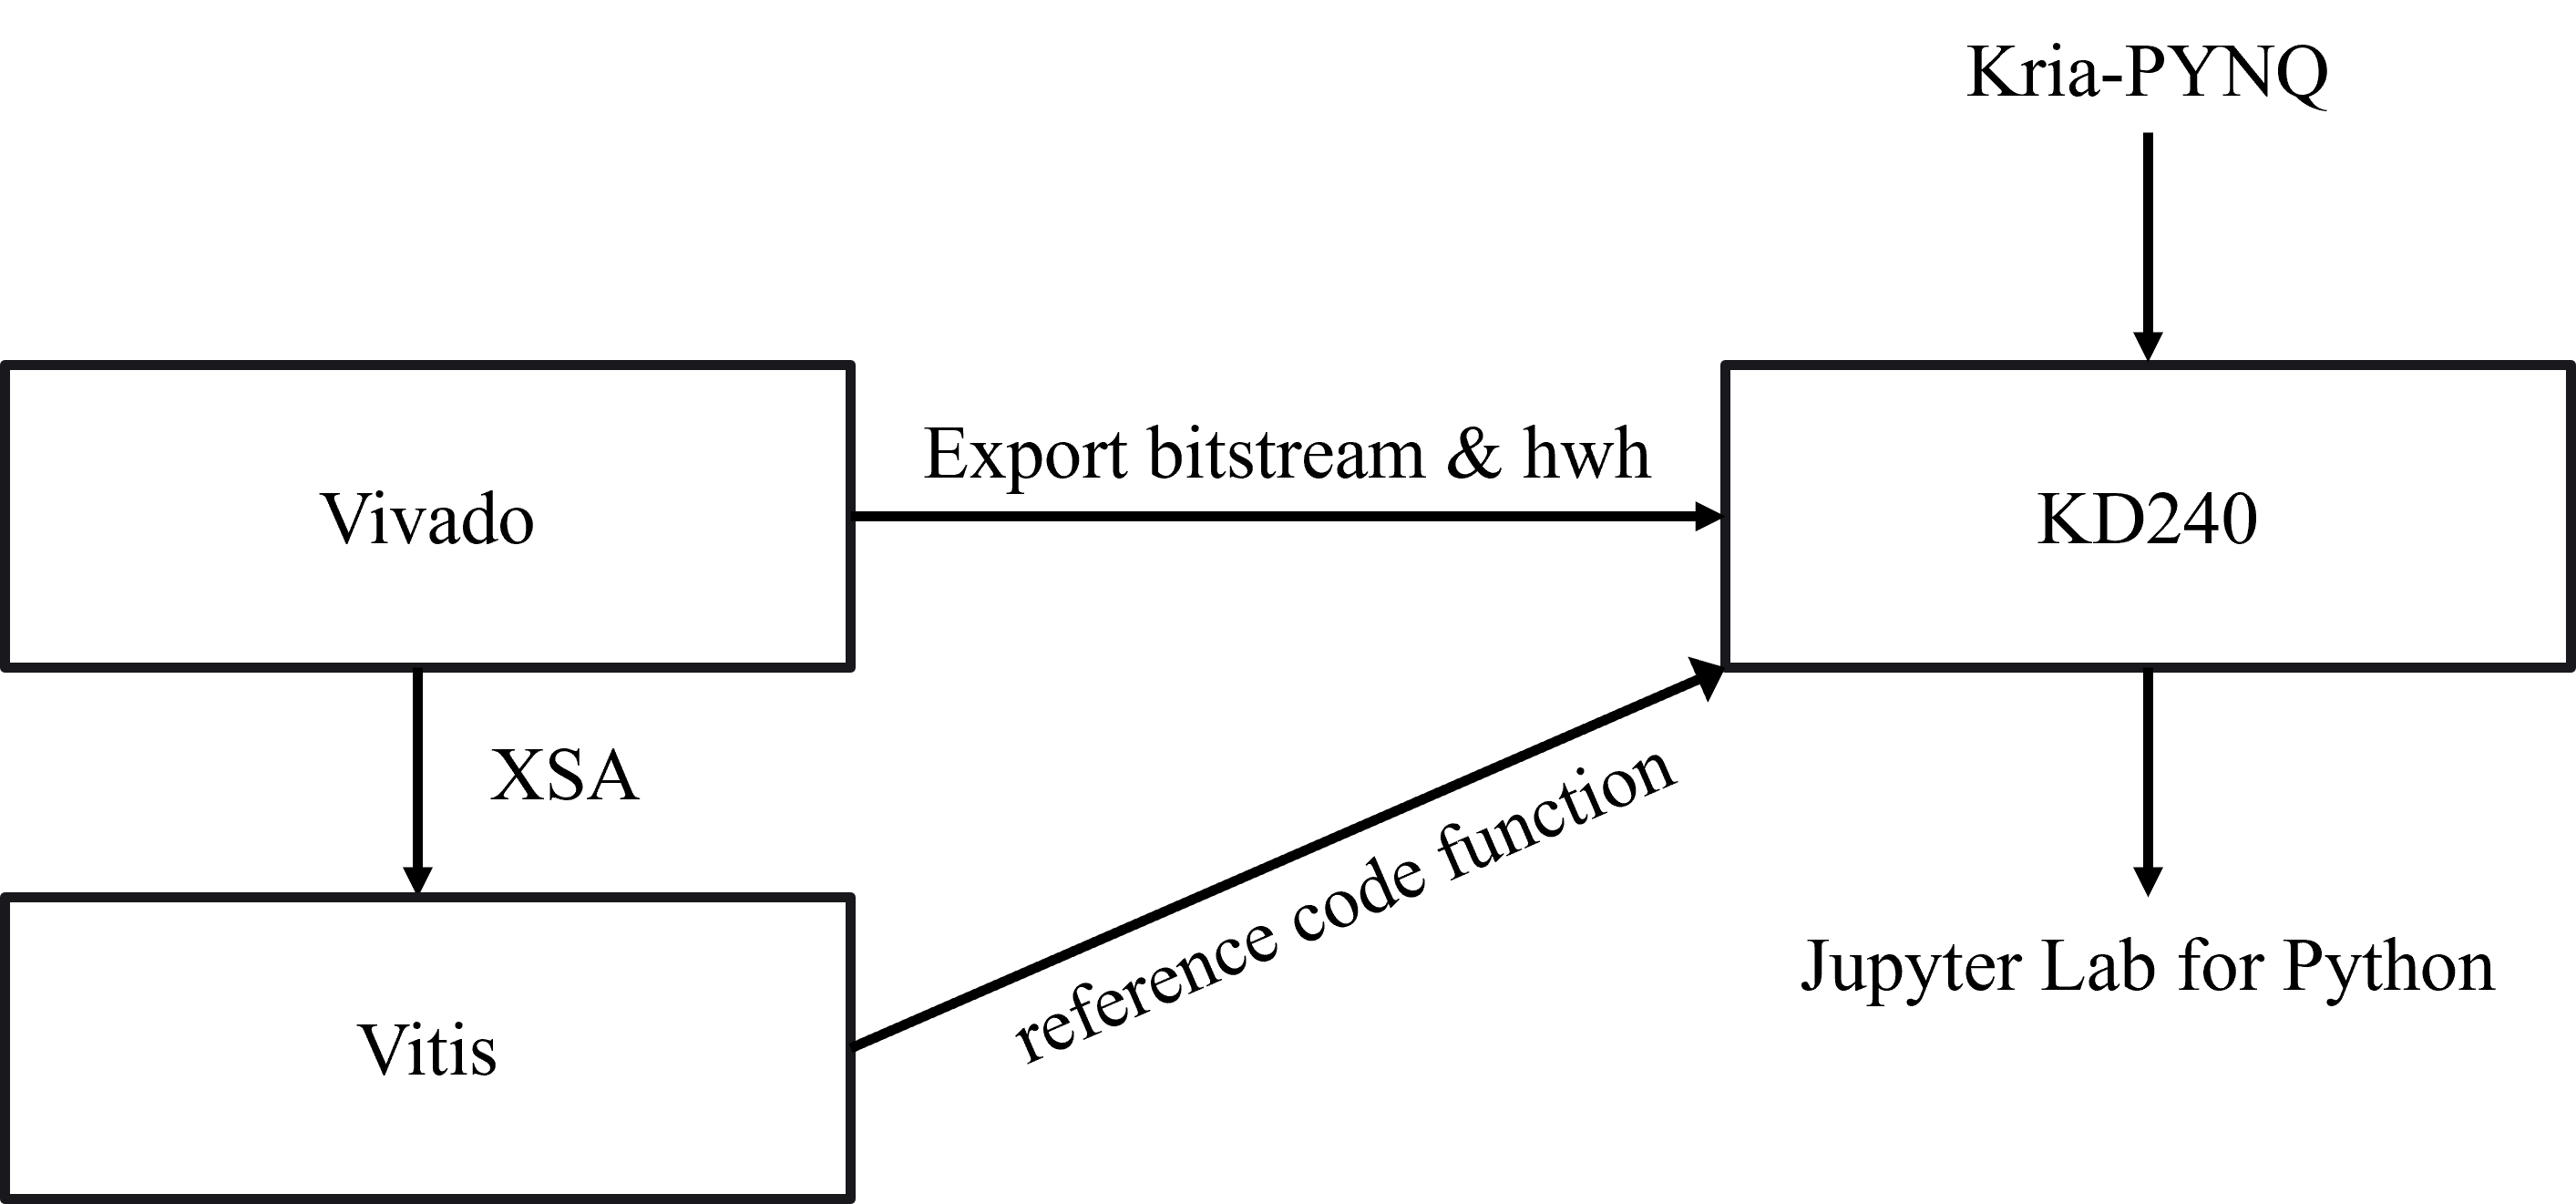 Kria-PYNQ
Export bitstream & hwh
Vivado
KD240
XSA
reference code function
Jupyter Lab for Python
Vitis